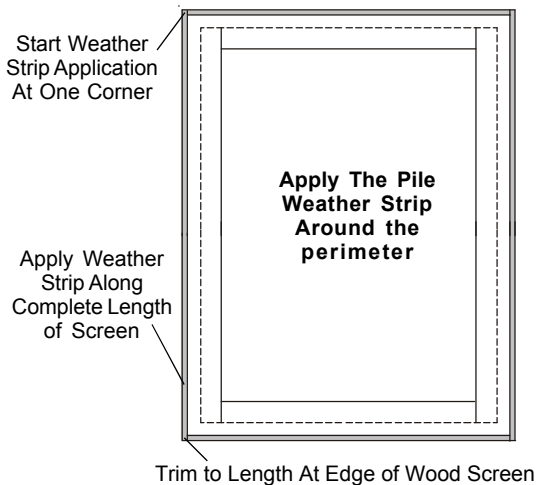 Start Weather
Strip Application
At One Corner
Apply The Pile
Weather Strip
Around the
perimeter
Apply Weather
Strip Along
Complete Length
of Screen
Trim to Length At Edge of Wood Screen